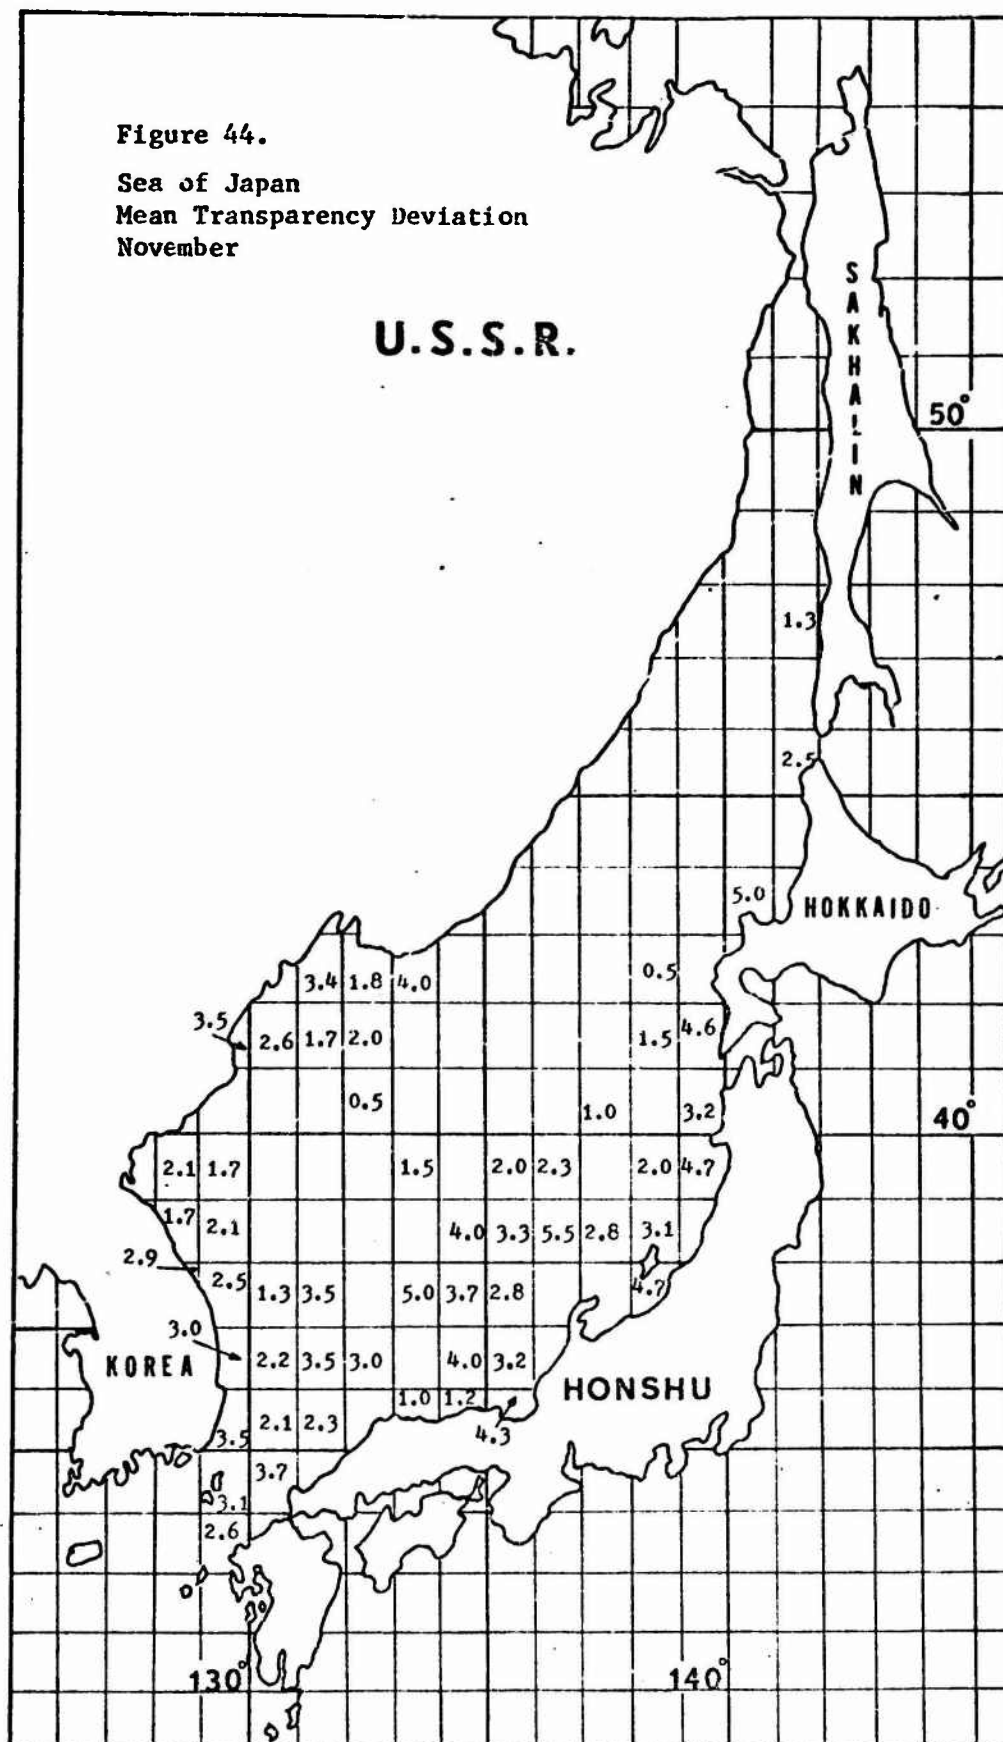 Figure 44.
Sea of Japan
Mean Transparency Deviation
November
U.S.S.R.
SAKHALIN
50°
1.3
2.5
5.0
HOKKAIDO
3.4 1.8 4.0 0.5
3.5
2.6 1.7 2.0 1.5 4.6
0.5 1.0 3.2 40°
2.1 1.7 1.5 2.0 2.3 2.0 4.7
1.7 2.1 4.0 3.3 5.5 2.8 3.1
2.9
2.5 1.3 3.5 5.0 3.7 2.8 4.7
3.0
KOREA 2.2 3.5 3.0 4.0 3.2
HONSHU
1.0 1.2
3.5 2.1 2.3 4.3
3.7
3.1
2.6
130° 140°